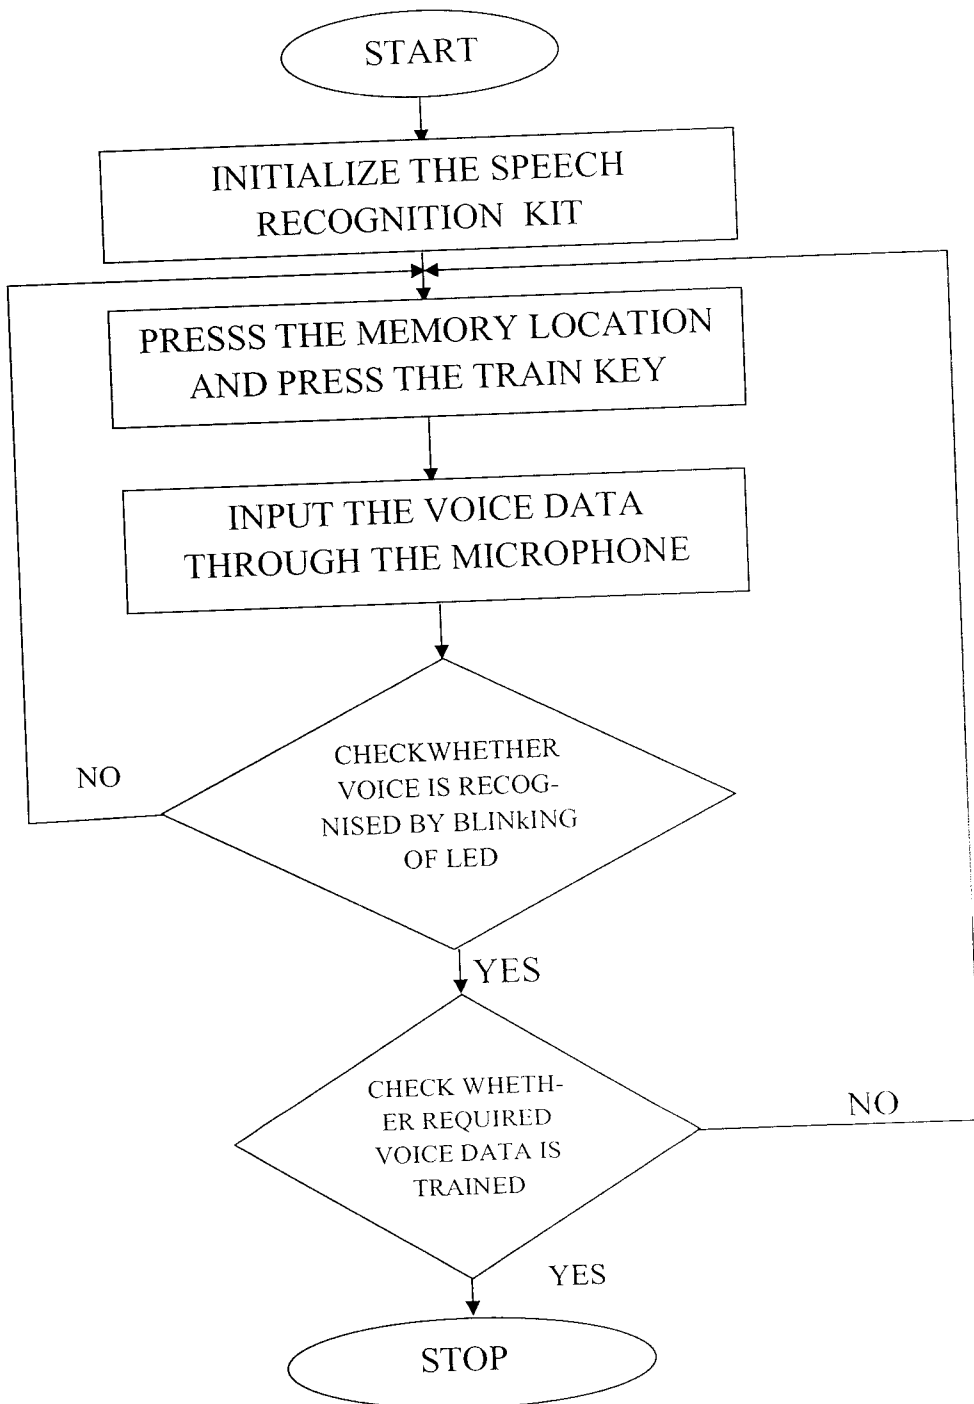 START
INITIALIZE THE SPEECH
RECOGNITION KIT
PRESSS THE MEMORY LOCATION
AND PRESS THE TRAIN KEY
INPUT THE VOICE DATA
THROUGH THE MICROPHONE
CHECKWHETHER
VOICE IS RECOG-
NISED BY BLINkING
OF LED
NO
YES
CHECK WHETH-
ER REQUIRED
VOICE DATA IS
TRAINED
NO
YES
STOP